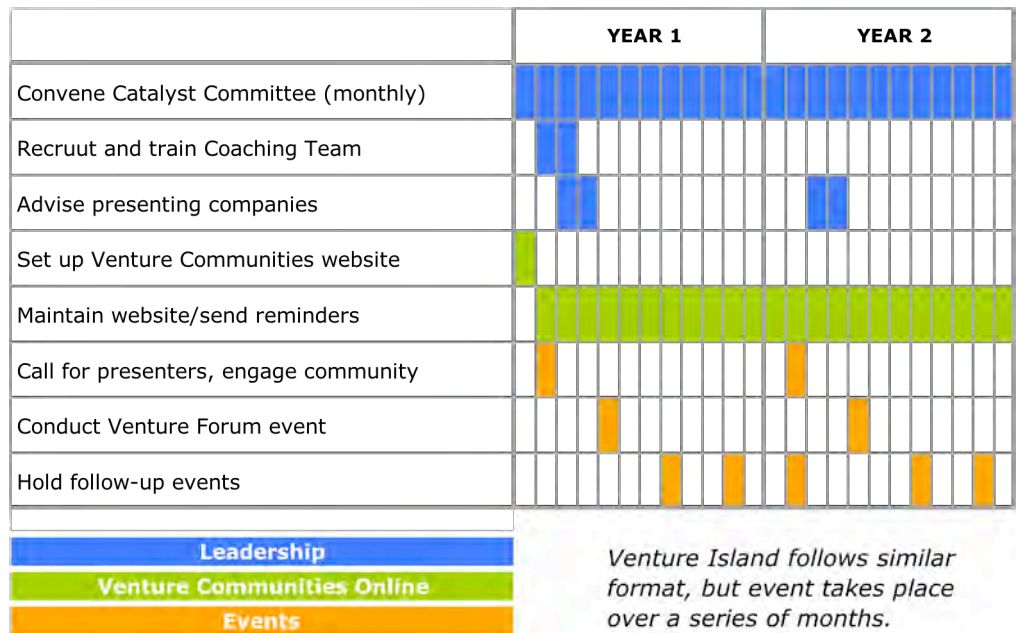 YEAR 1 YEAR 2
Convene Catalyst Committee (monthly)
Recruut and train Coaching Team
Advise presenting companies
Set up Venture Communities website
Maintain website/send reminders
Call for presenters, engage community
Conduct Venture Forum event
Hold follow-up events
Leadership
Venture Communities Online
Events
Venture Island follows similar
format, but event takes place
over a series of months.